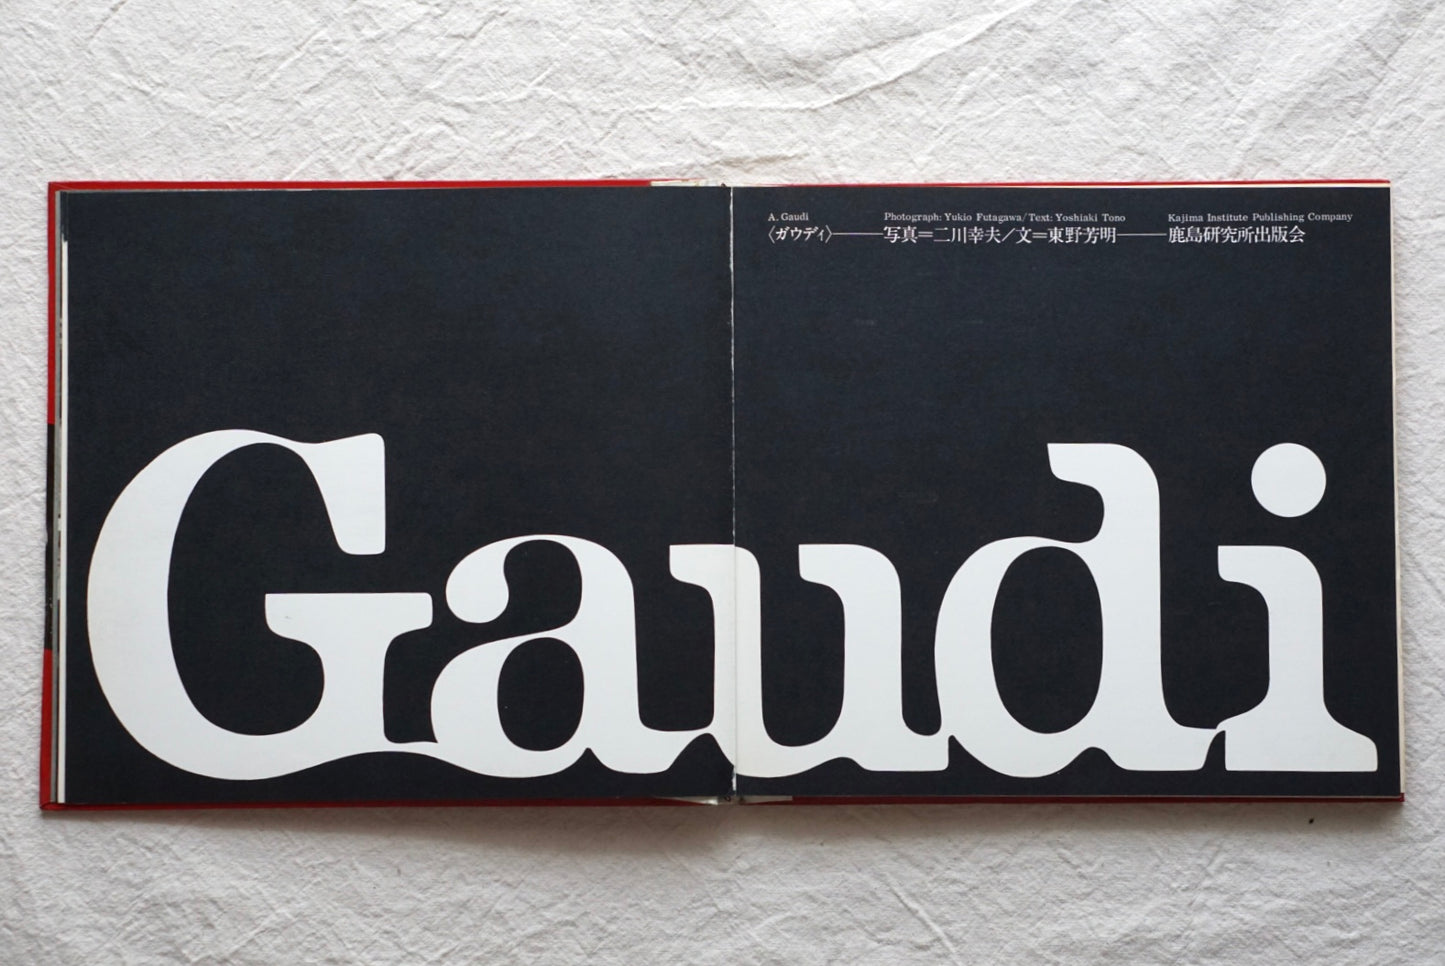 A. Gaudi Photograph: Yukio Futagawa/Text: Yoshiaki Tono Kajima Institute Publishing Company
〈ガウディ〉———写真=二川幸夫／文=東野芳明———鹿島研究所出版会
Gaudi